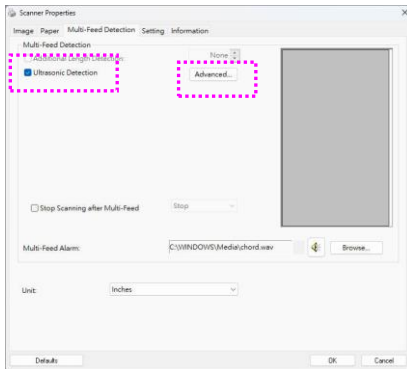 Scanner Properties
Image Paper Multi-Feed Detection Setting Information
Multi-Feed Detection
Additional Length Detection None
Ultrasonic Detection Advanced...
Stop Scanning after Multi-Feed Stop
Multi-Feed Alarm: C:\WINDOWS\Media\chord.wav Browse...
Unit: Inches
Defaults OK Cancel